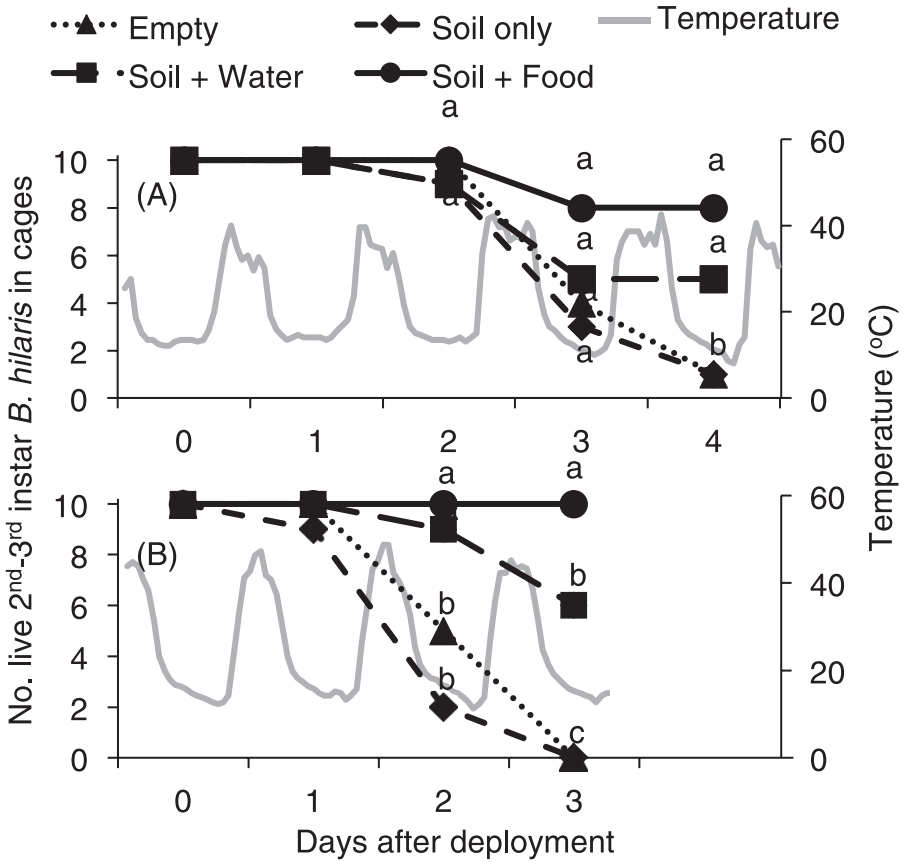 Empty Soil only Temperature
Soil + Water Soil + Food
No. live 2nd-3rd instar B. hilaris in cages
Temperature (°C)
a
10 a a 60
(A)
8 a 40
a a
6
4 a 20
2 a b
0 0
0 1 2 3 4
a a
10 60
(B)
8 40
b
6 b
4 20
b
2
c
0 0
0 1 2 3
Days after deployment